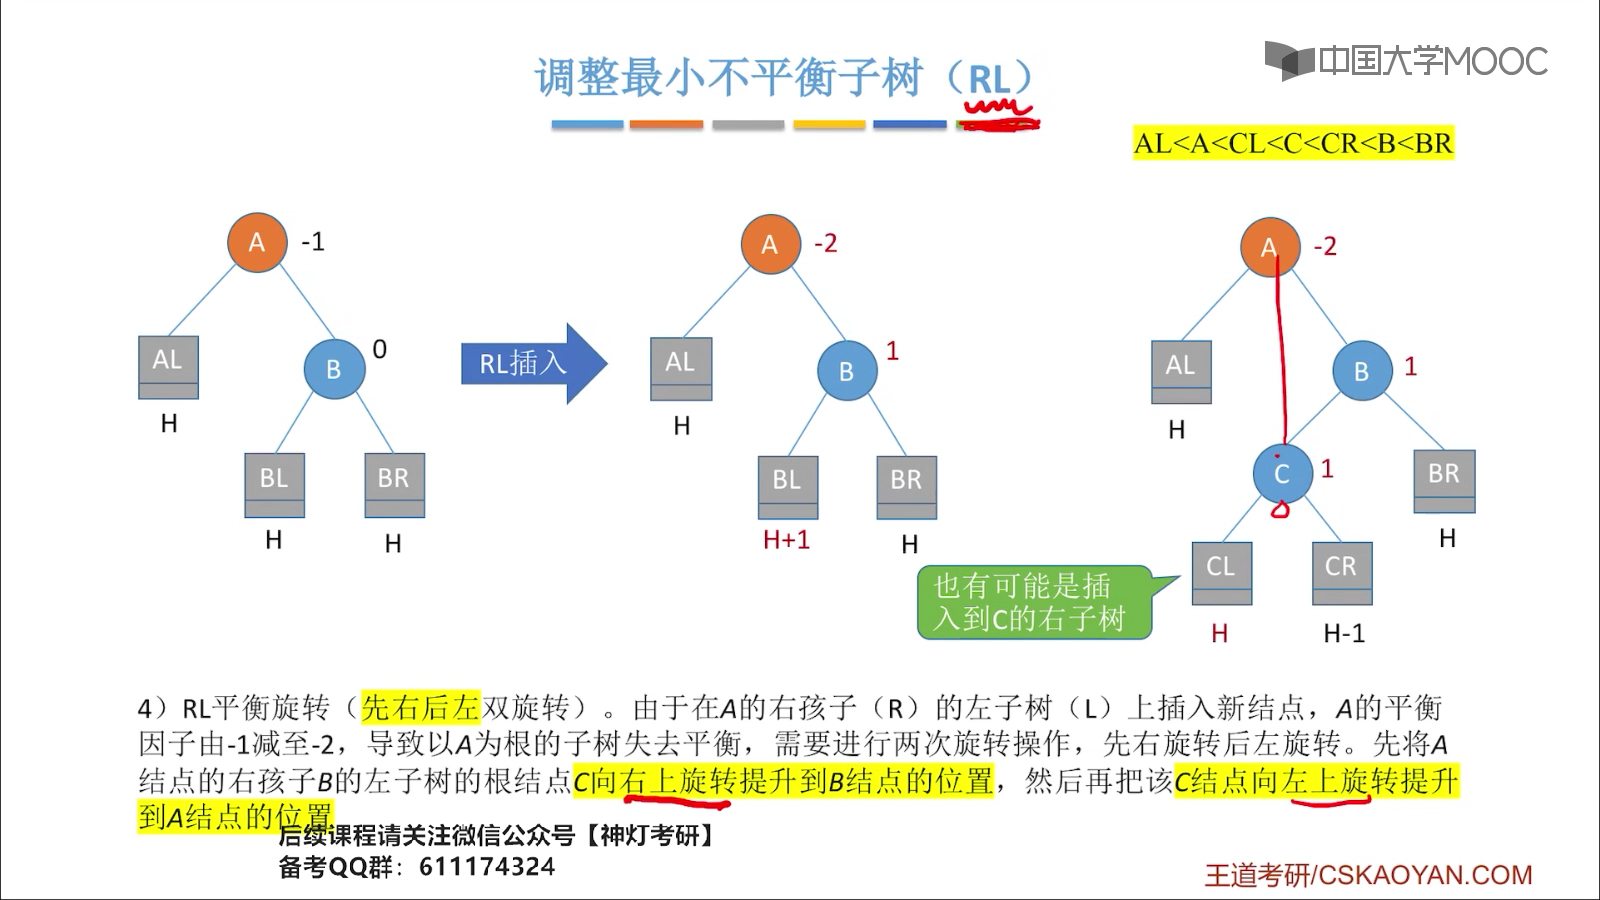 中国大学MOOC
调整最小不平衡子树（RL）
AL<A<CL<C<CR<B<BR
A -1
AL
H
B 0
BL
H
BR
H
RL插入
A -2
AL
H
B 1
BL
H+1
BR
H
A -2
AL
H
B 1
C 1
BR
H
CL
H
CR
H-1
也有可能是插
入到C的右子树
4）RL平衡旋转（先右后左双旋转）。由于在A的右孩子（R）的左子树（L）上插入新结点，A的平衡
因子由-1减至-2，导致以A为根的子树失去平衡，需要进行两次旋转操作，先右旋转后左旋转。先将A
结点的右孩子B的左子树的根结点C向右上旋转提升到B结点的位置，然后再把该C结点向左上旋转提升
到A结点的位置
后续课程请关注微信公众号【神灯考研】
备考QQ群：611174324
王道考研/CSKAOYAN.COM